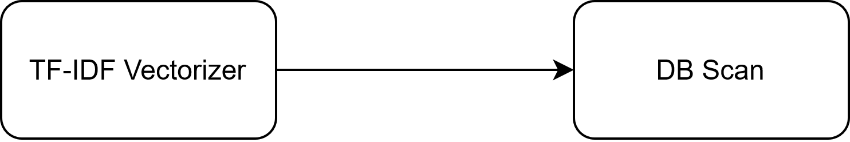 TF-IDF Vectorizer
DB Scan